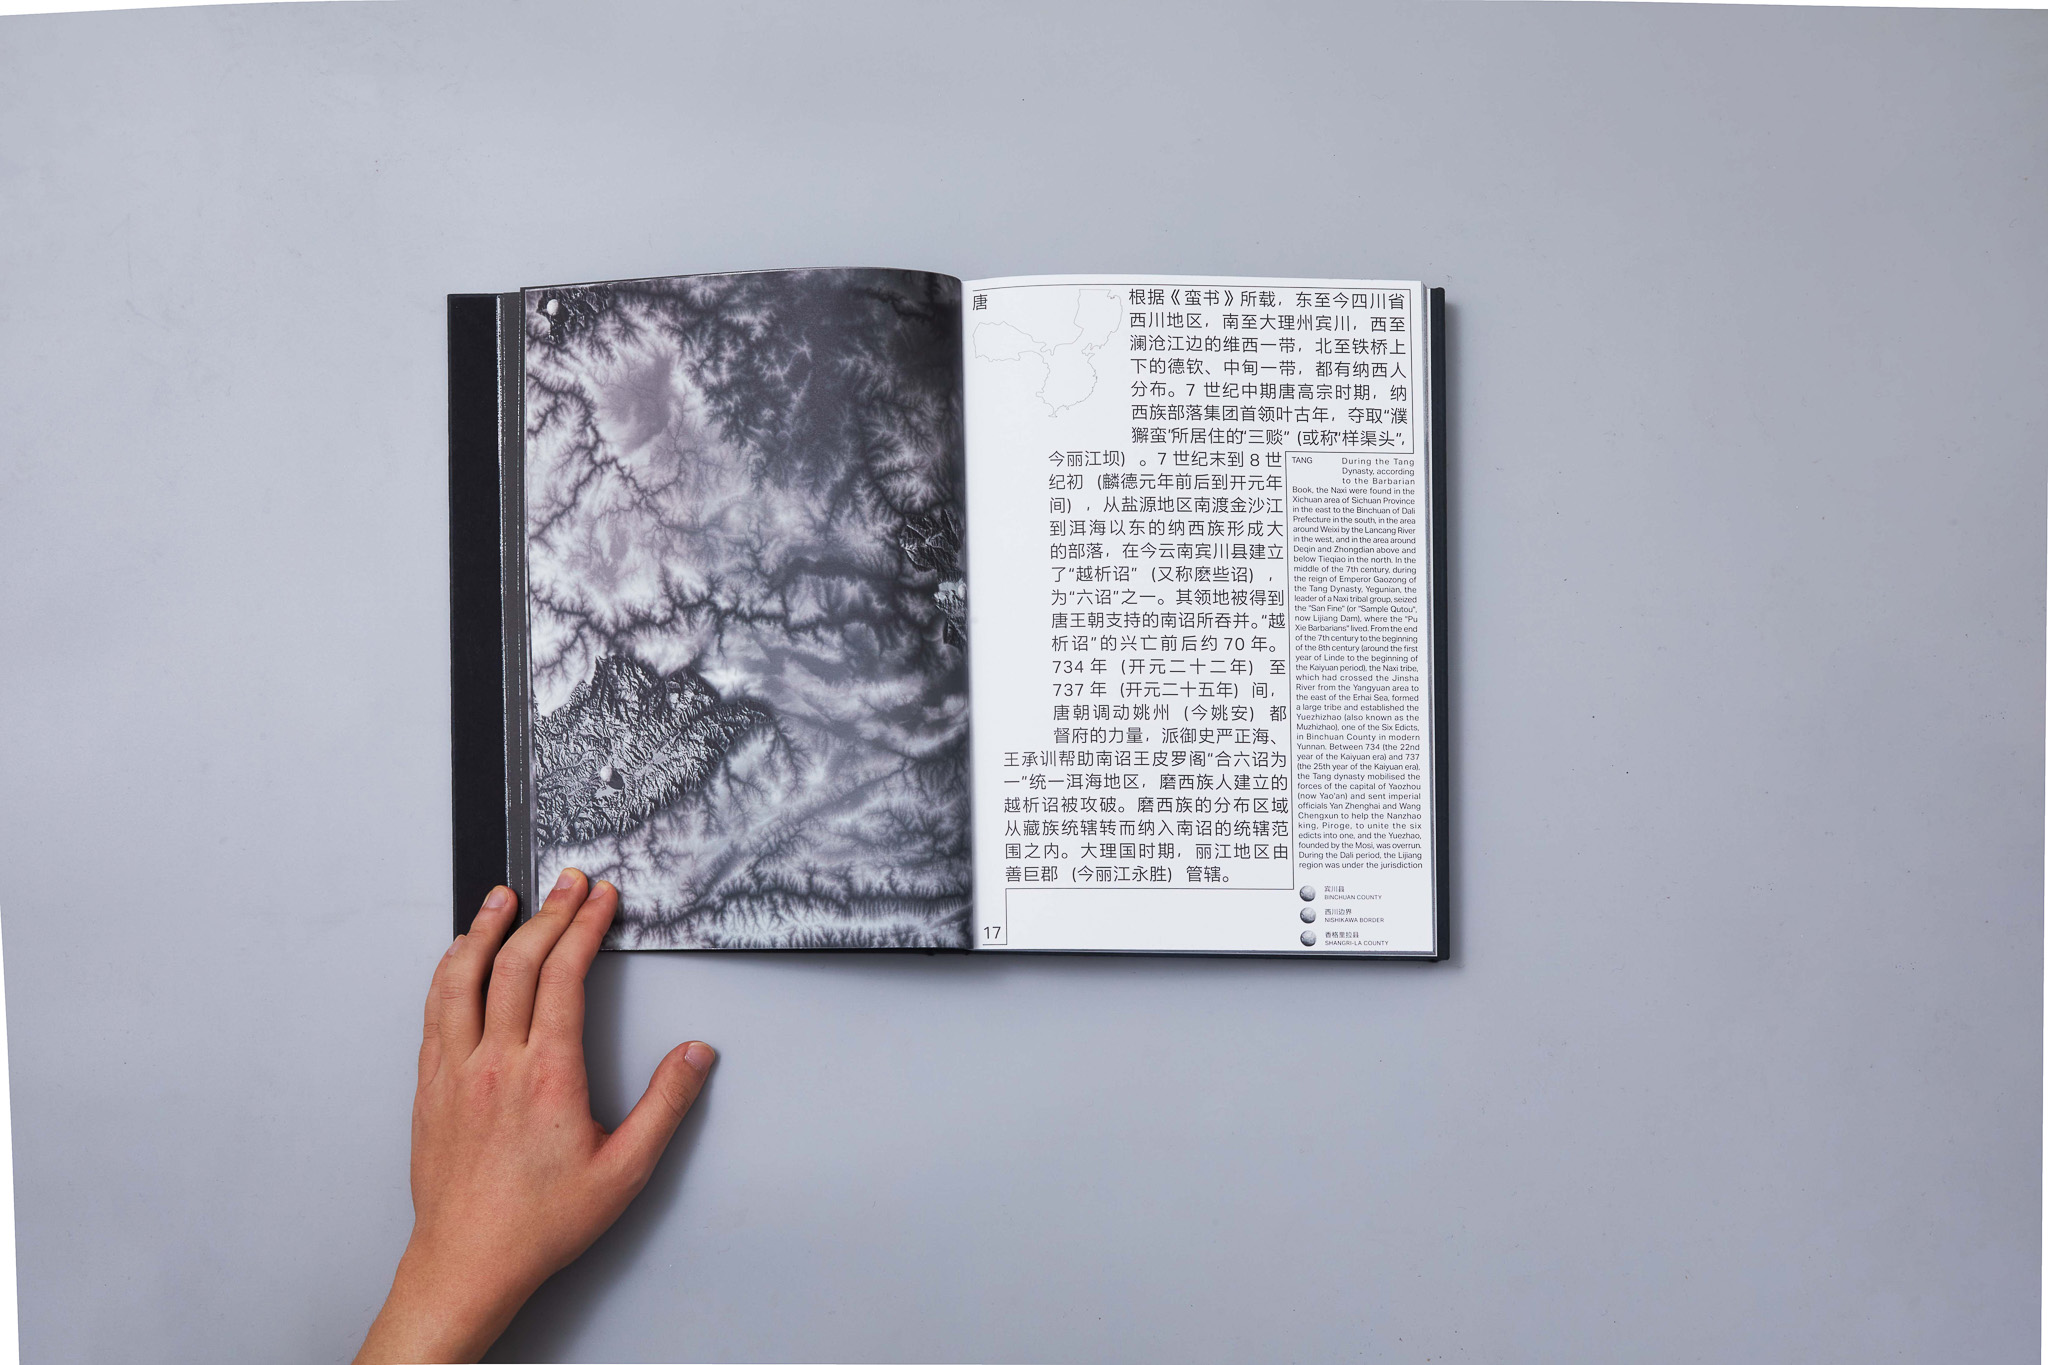 唐
根据《蛮书》所载，东至今四川省
西川地区，南至大理州宾川，西至
澜沧江边的维西一带，北至铁桥上
下的德钦、中甸一带，都有纳西人
分布。7 世纪中期唐高宗时期，纳
西族部落集团首领叶古年，夺取“濮
獬蛮”所居住的“三赕”（或称“样渠头”，
今丽江坝）。7 世纪末到 8 世
纪初（麟德元年前后到开元年
间），从盐源地区南渡金沙江
到洱海以东的纳西族形成大
的部落，在今云南宾川县建立
了“越析诏”（又称麽些诏），
为“六诏”之一。其领地被得到
唐王朝支持的南诏所吞并。“越
析诏”的兴亡前后约 70 年。
734 年（开元二十二年）至
737 年（开元二十五年）间，
唐朝调动姚州（今姚安）都
督府的力量，派御史严正海、
王承训帮助南诏王皮罗阁“合六诏为
一”统一洱海地区，磨西族人建立的
越析诏被攻破。磨西族的分布区域
从藏族统辖转而纳入南诏的统辖范
围之内。大理国时期，丽江地区由
善巨郡（今丽江永胜）管辖。
17
TANG During the Tang
Dynasty, according
to the Barbarian
Book, the Naxi were found in the
Xichuan area of Sichuan Province
in the east to the Binchuan of Dali
Prefecture in the south, in the area
around Weixi by the Lancang River
in the west, and in the area around
Deqin and Zhongdian above and
below Tieqiao in the north. In the
middle of the 7th century, during
the reign of Emperor Gaozong of
the Tang Dynasty, Yegunian, the
leader of a Naxi tribal group, seized
the “San Fine” (or “Sample Qutou”,
now Lijiang Dam), where the “Pu
Xie Barbarians” lived. From the end
of the 7th century to the beginning
of the 8th century (around the first
year of Linde to the beginning of
the Kaiyuan period), the Naxi tribe,
which had crossed the Jinsha
River from the Yangyuan area to
the east of the Erhai Sea, formed
a large tribe and established the
Yuezhizhao (also known as the
Muzhizhao), one of the Six Edicts,
in Binchuan County in modern
Yunnan. Between 734 (the 22nd
year of the Kaiyuan era) and 737
(the 25th year of the Kaiyuan era),
the Tang dynasty mobilised the
forces of the capital of Yaozhou
(now Yao'an) and sent imperial
officials Yan Zhenghai and Wang
Chengxun to help the Nanzhao
king, Piroge, to unite the six
edicts into one, and the Yuezhao,
founded by the Mosi, was overrun.
During the Dali period, the Lijiang
region was under the jurisdiction
宾川县
BINCHUAN COUNTY
西川边界
NISHIKAWA BORDER
香格里拉县
SHANGRI-LA COUNTY